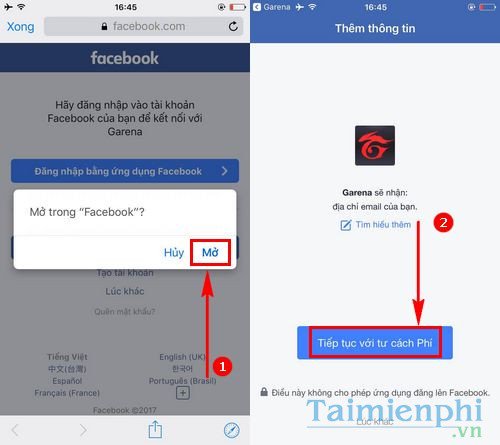 16:45
Xong
facebook.com
facebook
Hãy đăng nhập vào tài khoản
Facebook của bạn để kết nối với
Garena
Đăng nhập bằng ứng dụng Facebook
Mở trong “Facebook”?
Hủy
Mở
Tạo tài khoản
Lúc khác
Quên mật khẩu?
Tiếng Việt
English (UK)
中文(台灣)
한국어
Español
Português (Brasil)
Français (France)
Facebook ©2017
1
Garena
16:45
Thêm thông tin
Garena sẽ nhận:
địa chỉ email của bạn.
Tìm hiểu thêm
2
Tiếp tục với tư cách Phí
Điều này không cho phép ứng dụng đăng lên Facebook.
Lúc khác
Taimienphi
.vn